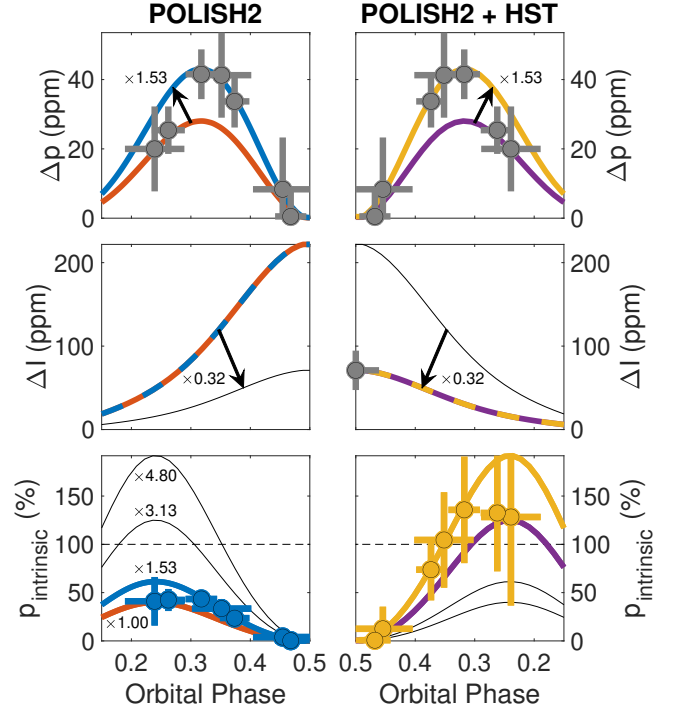 POLISH2
POLISH2 + HST
Δp (ppm)
40
20
0
×1.53
×1.53
40
20
0
Δp (ppm)
ΔI (ppm)
200
100
0
×0.32
×0.32
200
100
0
ΔI (ppm)
p_intrinsic (%)
150
100
50
0
×4.80
×3.13
×1.53
×1.00
150
100
50
0
p_intrinsic (%)
0.2 0.3 0.4 0.5
0.5 0.4 0.3 0.2
Orbital Phase
Orbital Phase